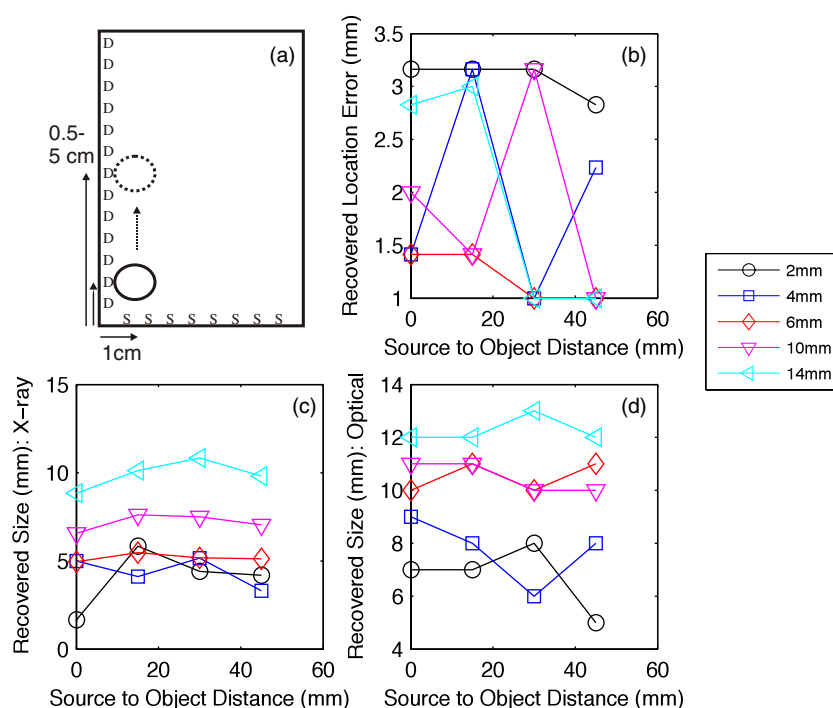 (a)
D
D
D
D
D
D
D
D
D
D
D
D
D
0.5-
5 cm
S S S S S S S S
1cm
(b)
Recovered Location Error (mm)
3.5
3
2.5
2
1.5
1
0 20 40 60
Source to Object Distance (mm)
2mm
4mm
6mm
10mm
14mm
(c)
Recovered Size (mm): X-ray
15
10
5
0
0 20 40 60
Source to Object Distance (mm)
(d)
Recovered Size (mm): Optical
14
12
10
8
6
4
0 20 40 60
Source to Object Distance (mm)